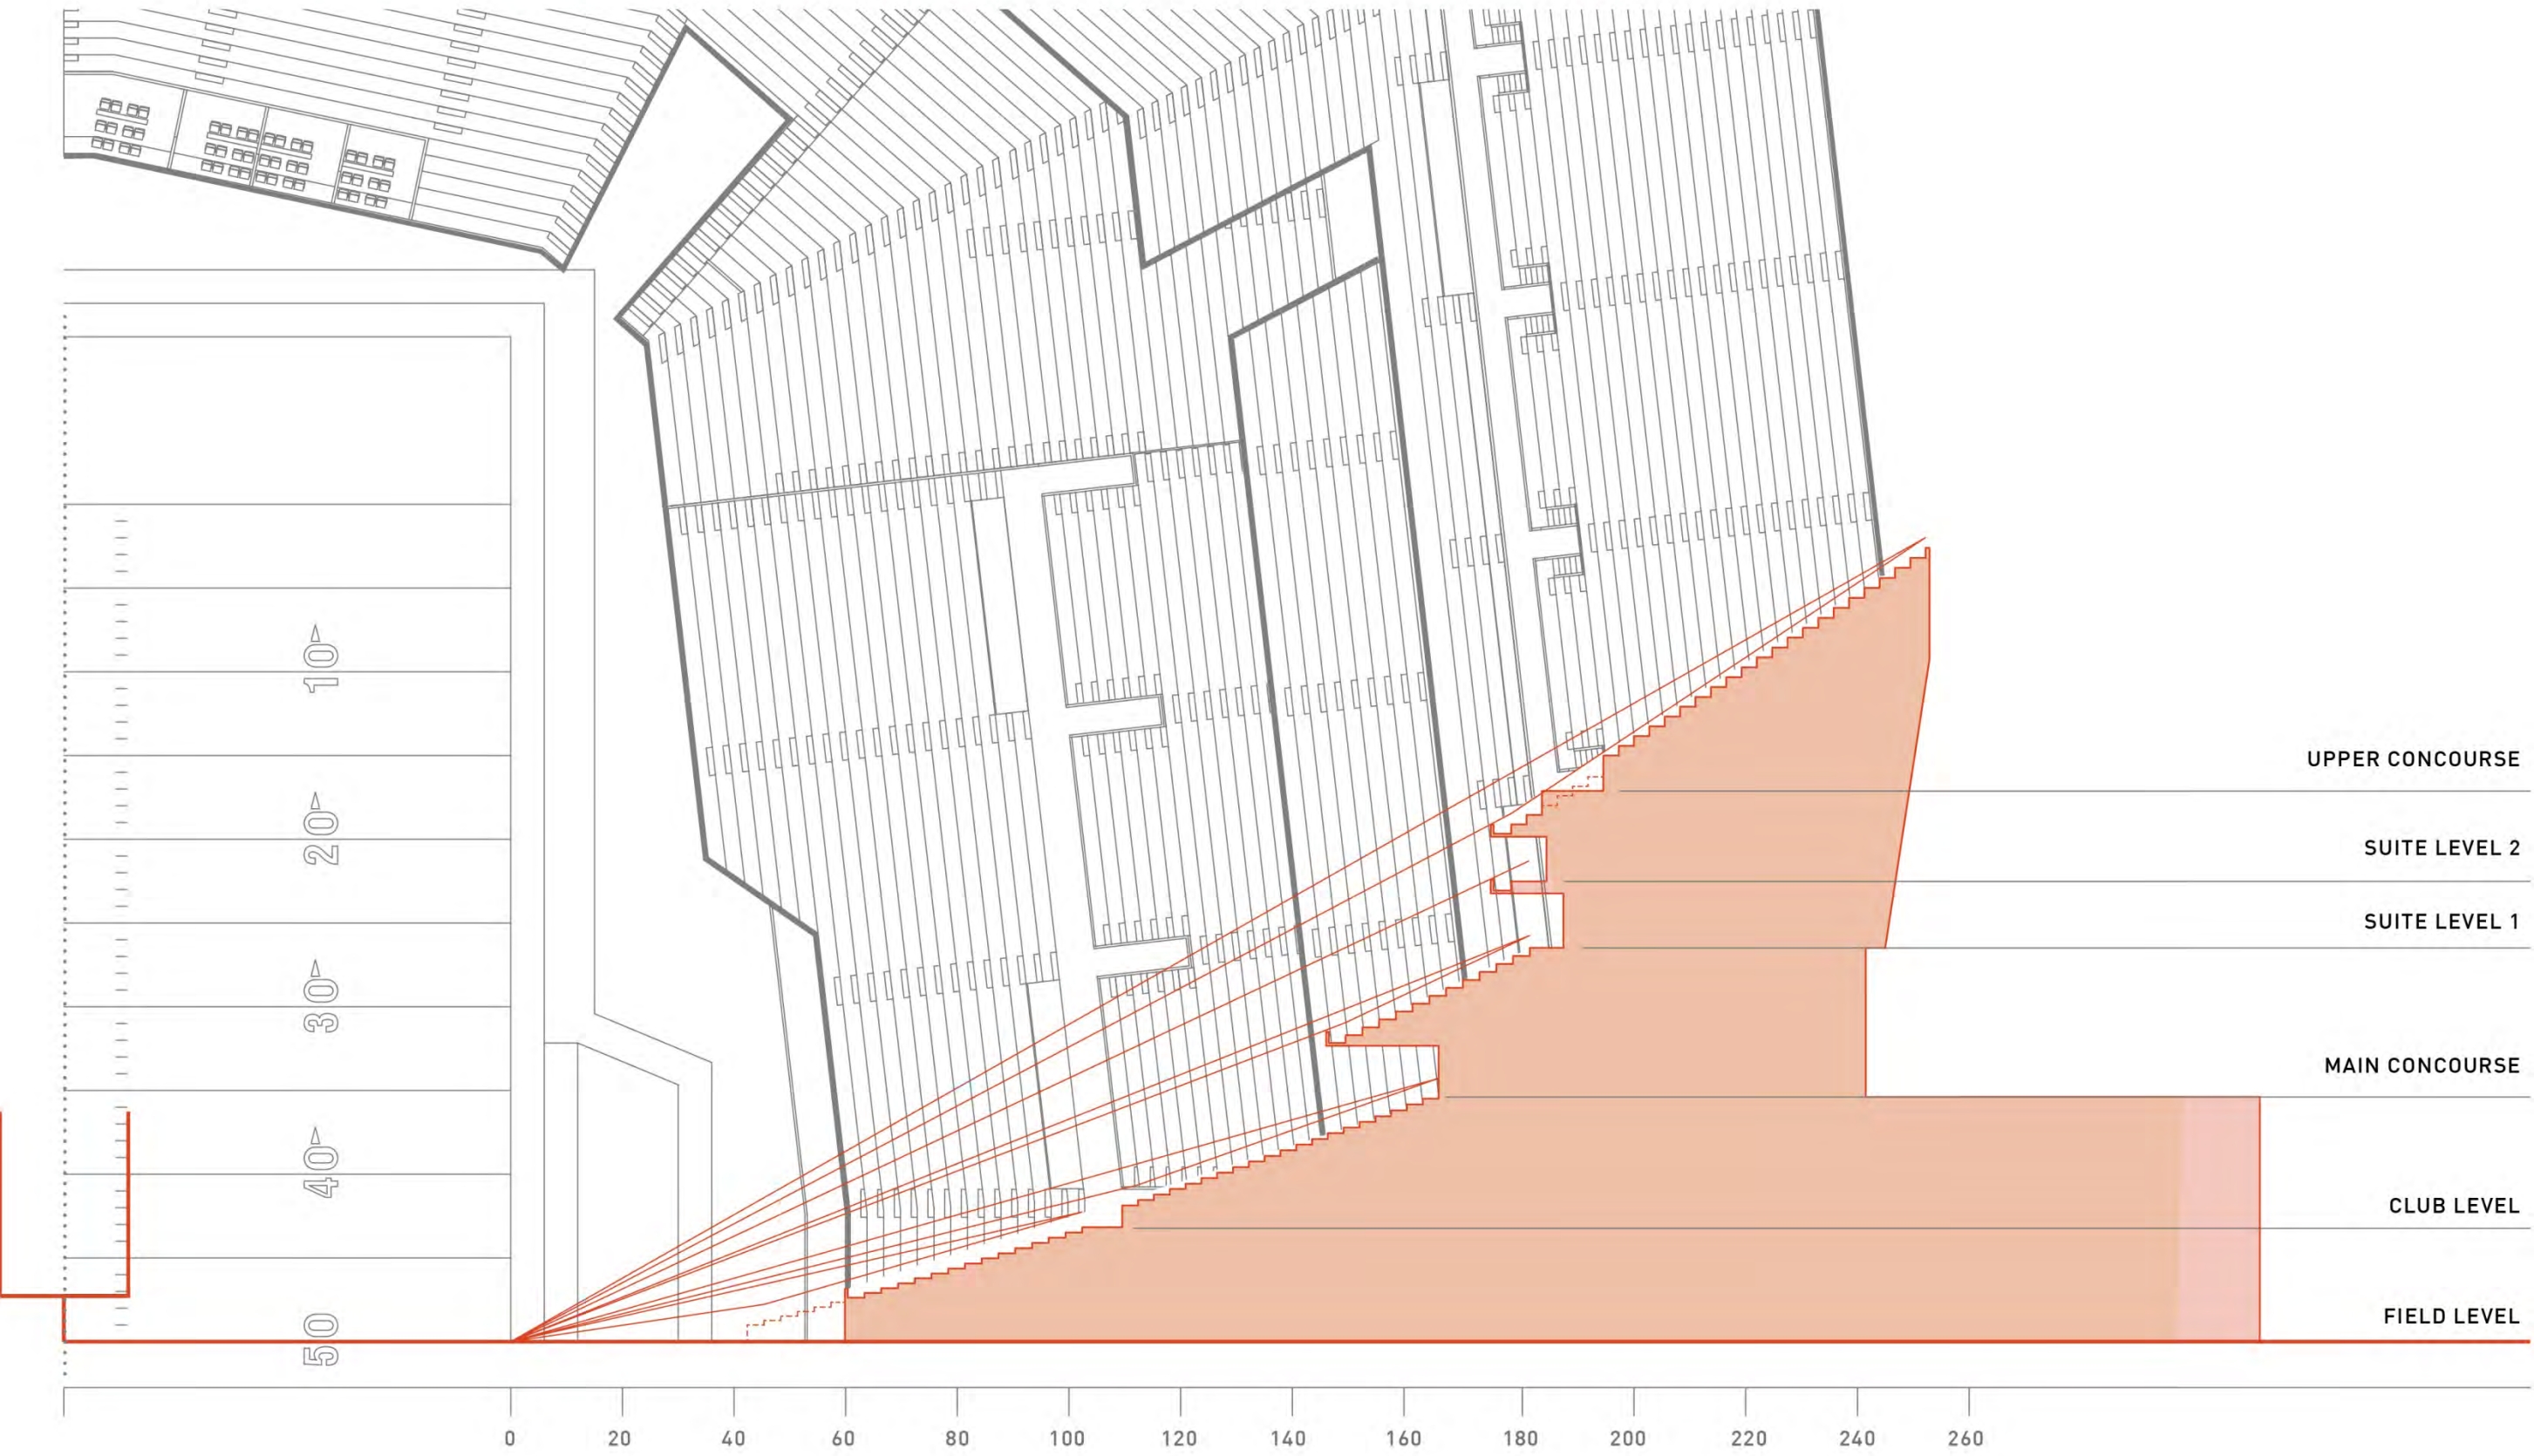 10
20
30
40
50
UPPER CONCOURSE
SUITE LEVEL 2
SUITE LEVEL 1
MAIN CONCOURSE
CLUB LEVEL
FIELD LEVEL
0 20 40 60 80 100 120 140 160 180 200 220 240 260